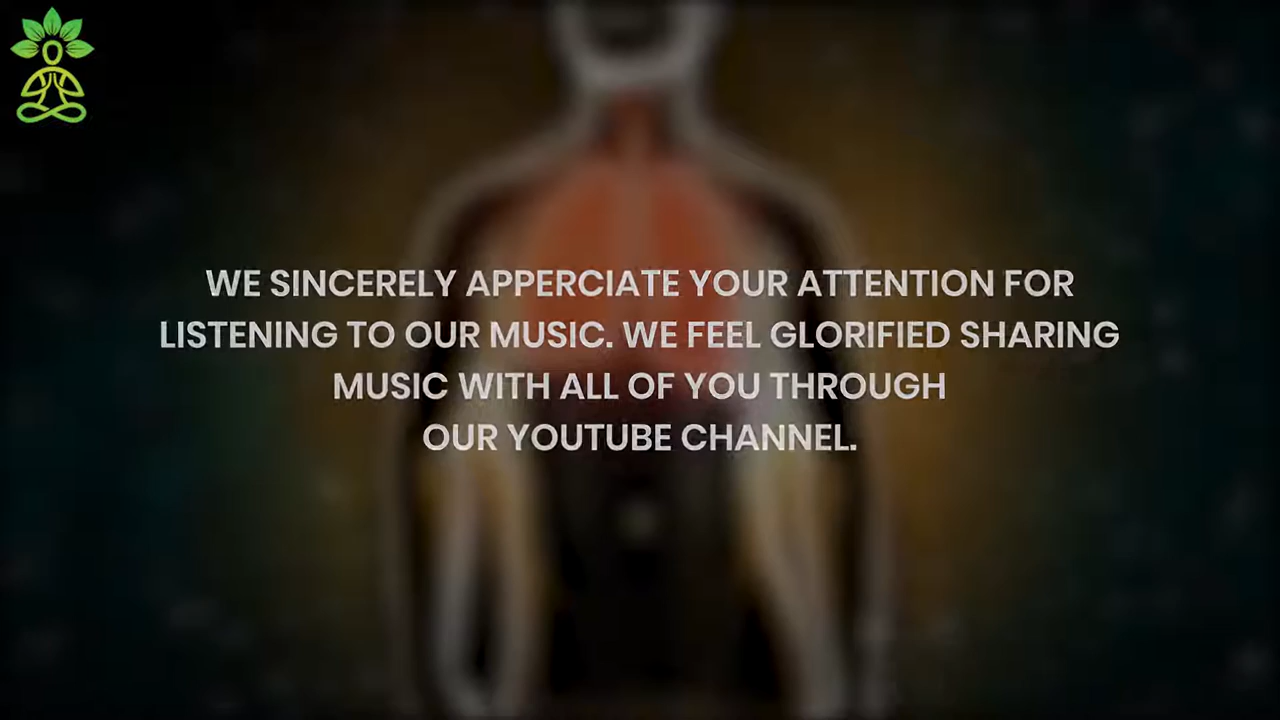 WE SINCERELY APPERCIATE YOUR ATTENTION FOR
LISTENING TO OUR MUSIC. WE FEEL GLORIFIED SHARING
MUSIC WITH ALL OF YOU THROUGH
OUR YOUTUBE CHANNEL.